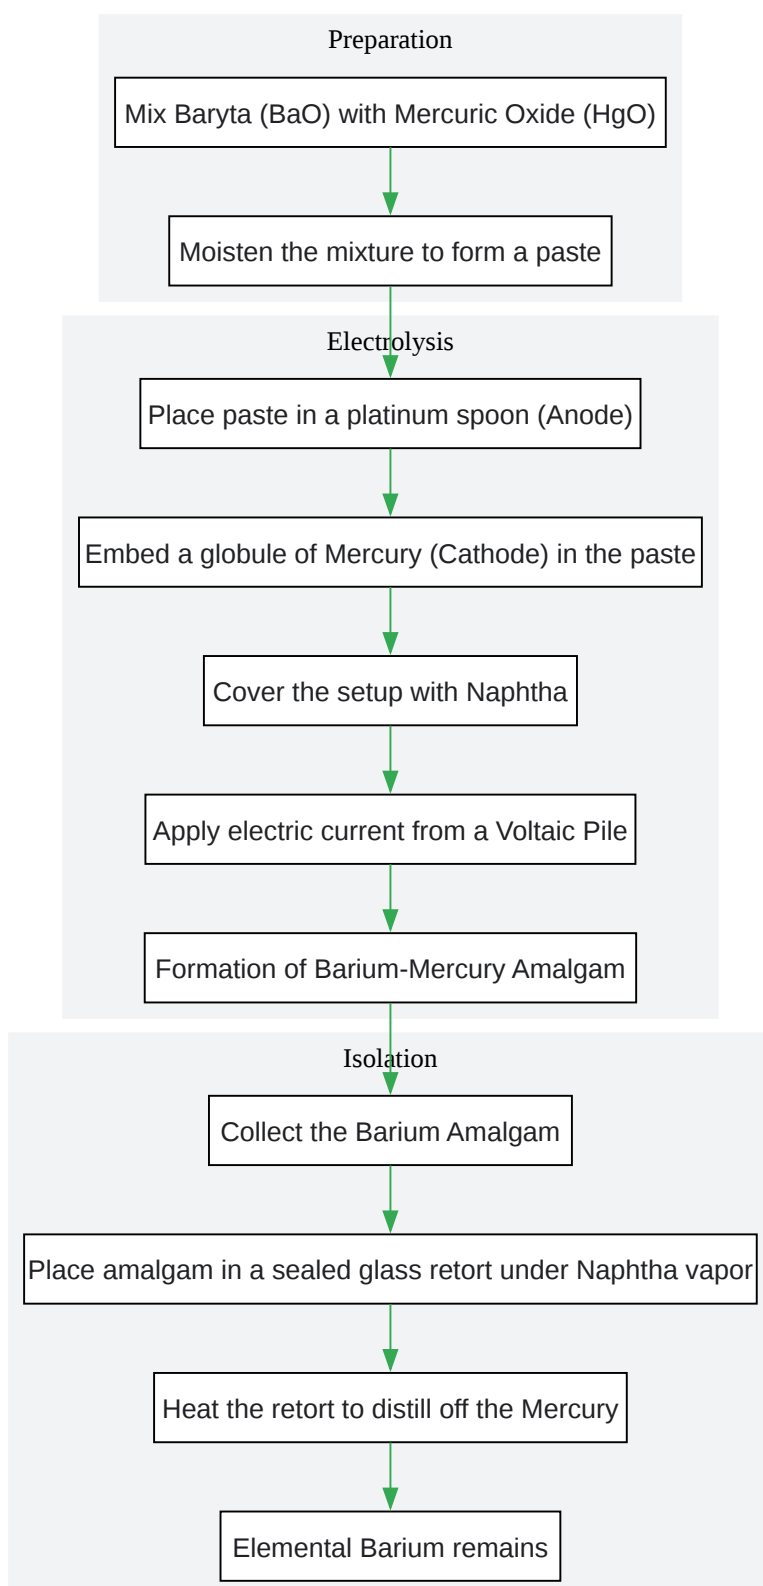 Preparation
Mix Baryta (BaO) with Mercuric Oxide (HgO)
Moisten the mixture to form a paste
Electrolysis
Place paste in a platinum spoon (Anode)
Embed a globule of Mercury (Cathode) in the paste
Cover the setup with Naphtha
Apply electric current from a Voltaic Pile
Formation of Barium-Mercury Amalgam
Isolation
Collect the Barium Amalgam
Place amalgam in a sealed glass retort under Naphtha vapor
Heat the retort to distill off the Mercury
Elemental Barium remains